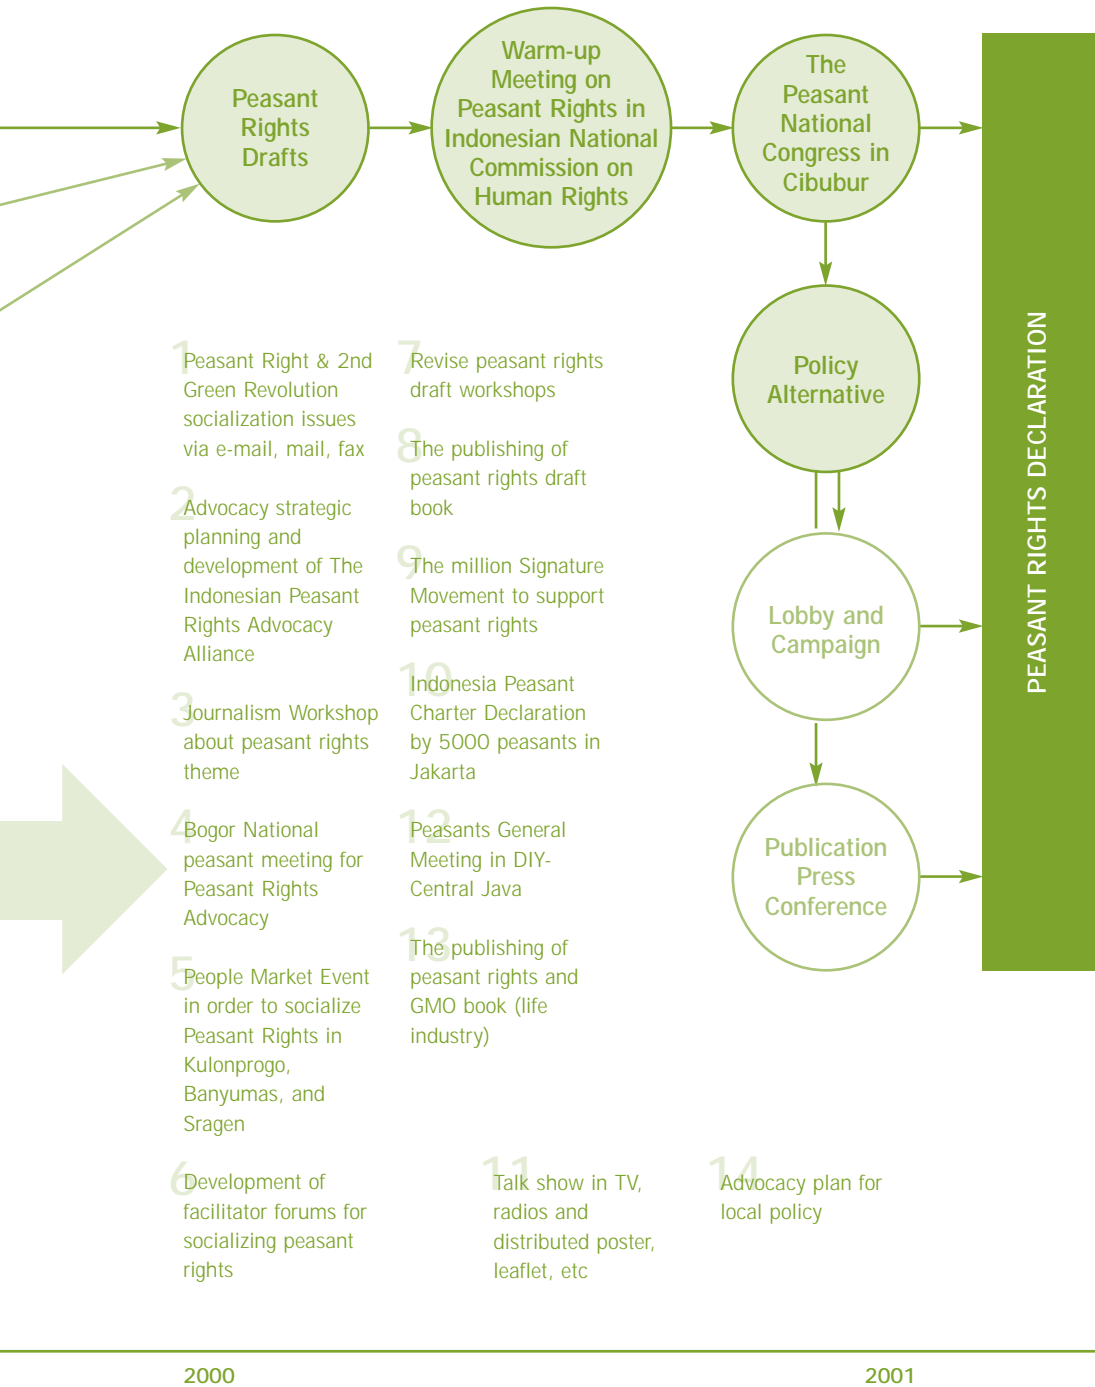 Peasant
Rights
Drafts
Warm-up
Meeting on
Peasant Rights in
Indonesian National
Commission on
Human Rights
The
Peasant
National
Congress in
Cibubur
Policy
Alternative
Lobby and
Campaign
Publication
Press
Conference
PEASANT RIGHTS DECLARATION
1
Peasant Right & 2nd
Green Revolution
socialization issues
via e-mail, mail, fax
2
Advocacy strategic
planning and
development of The
Indonesian Peasant
Rights Advocacy
Alliance
3
Journalism Workshop
about peasant rights
theme
4
Bogor National
peasant meeting for
Peasant Rights
Advocacy
5
People Market Event
in order to socialize
Peasant Rights in
Kulonprogo,
Banyumas, and
Sragen
6
Development of
facilitator forums for
socializing peasant
rights
7
Revise peasant rights
draft workshops
8
The publishing of
peasant rights draft
book
9
The million Signature
Movement to support
peasant rights
10
Indonesia Peasant
Charter Declaration
by 5000 peasants in
Jakarta
12
Peasants General
Meeting in DIY-
Central Java
13
The publishing of
peasant rights and
GMO book (life
industry)
11
Talk show in TV,
radios and
distributed poster,
leaflet, etc
14
Advocacy plan for
local policy
2000
2001